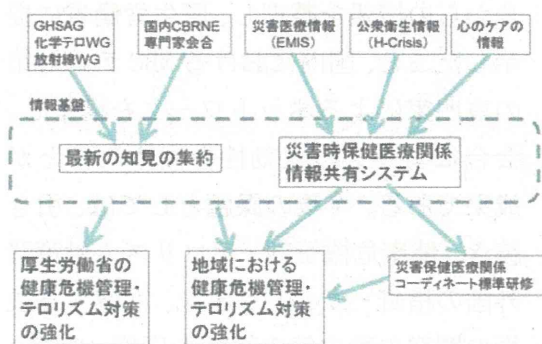 GHSAG
化学テロWG
放射線WG
国内CBRNE
専門家会合
災害医療情報
（EMIS）
公衆衛生情報
（H-Crisis）
心のケアの
情報
情報基盤
最新の知見の集約
災害時保健医療関係
情報共有システム
厚生労働省の
健康危機管理・
テロリズム対策
の強化
地域における
健康危機管理・
テロリズム対策
の強化
災害保健医療関係
コーディネート標準研修